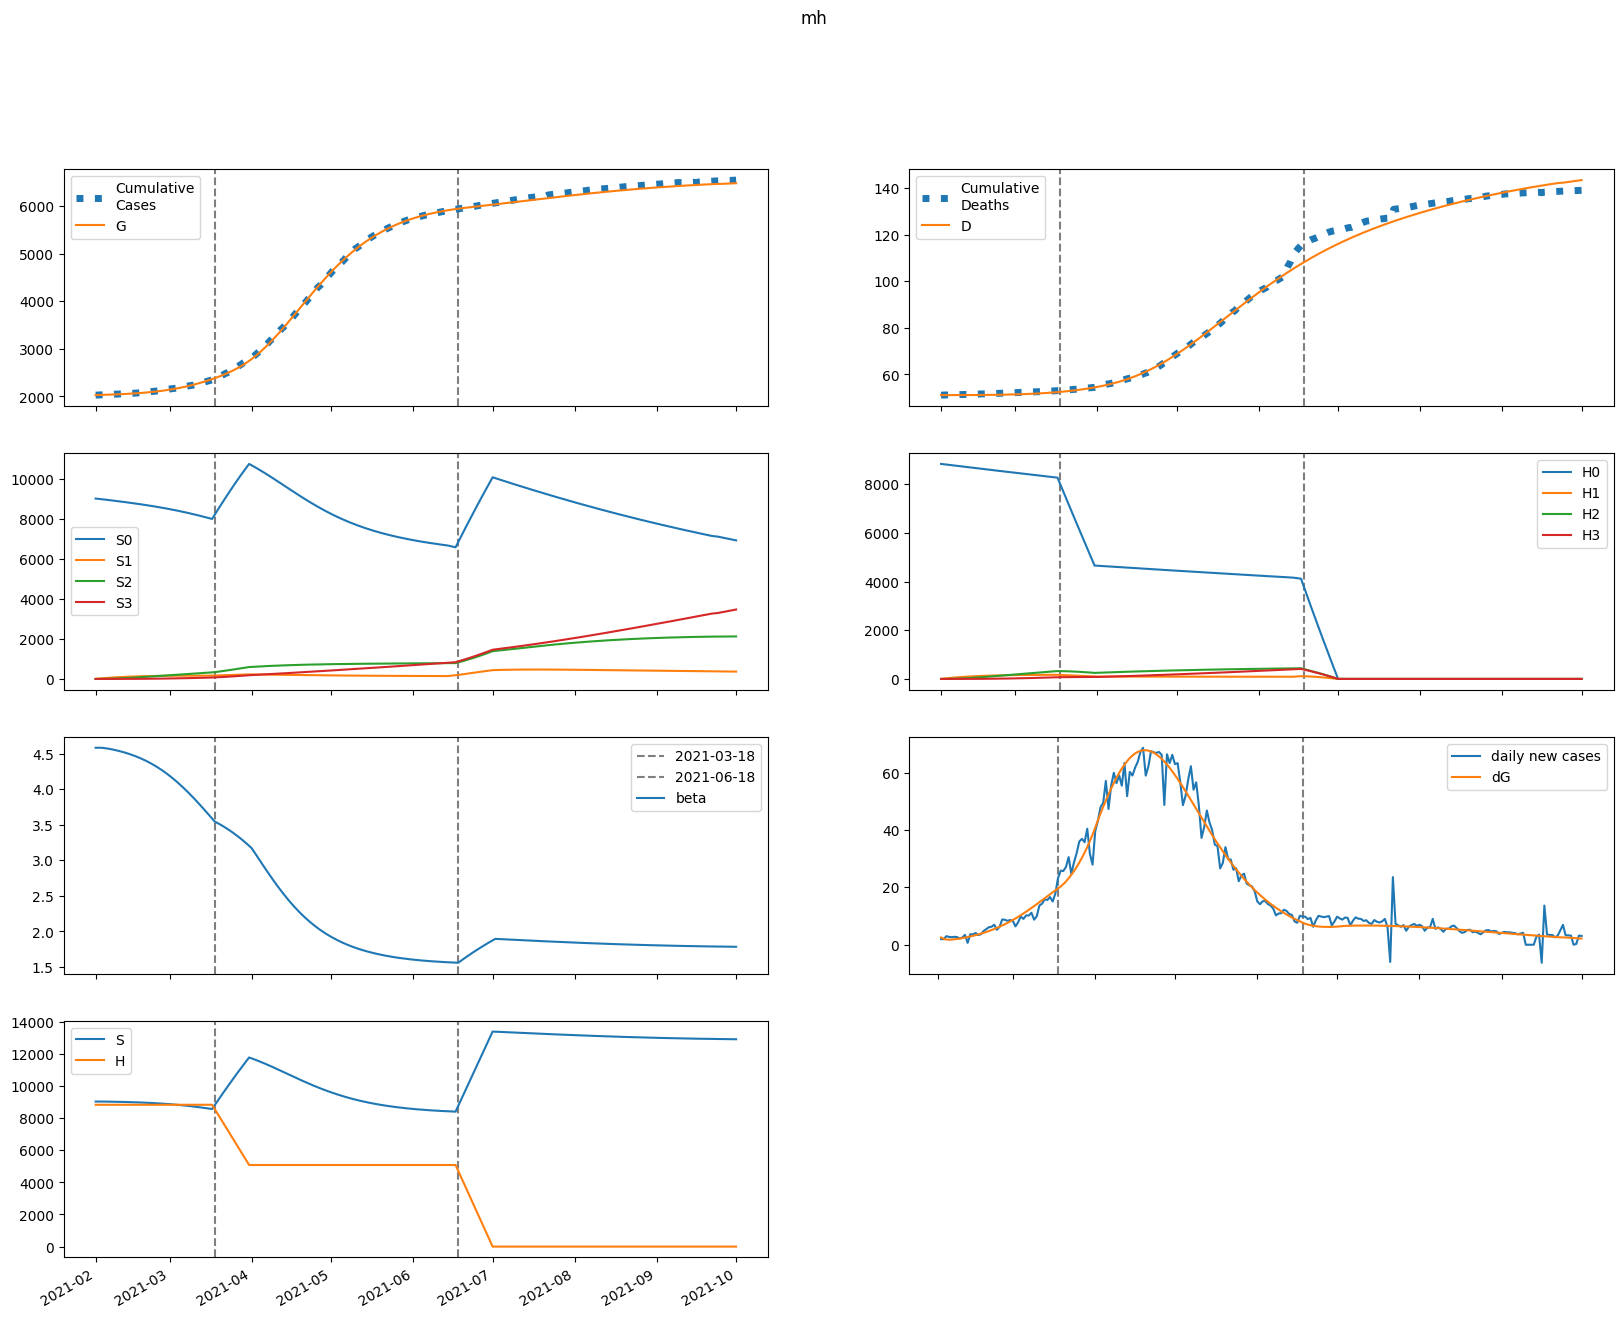 mh
Cumulative
Cases
G
6000
5000
4000
3000
2000
Cumulative
Deaths
D
140
120
100
80
60
10000
8000
6000
4000
2000
0
S0
S1
S2
S3
8000
6000
4000
2000
0
H0
H1
H2
H3
4.5
4.0
3.5
3.0
2.5
2.0
1.5
2021-03-18
2021-06-18
beta
60
40
20
0
daily new cases
dG
14000
12000
10000
8000
6000
4000
2000
0
S
H
2021-02
2021-03
2021-04
2021-05
2021-06
2021-07
2021-08
2021-09
2021-10